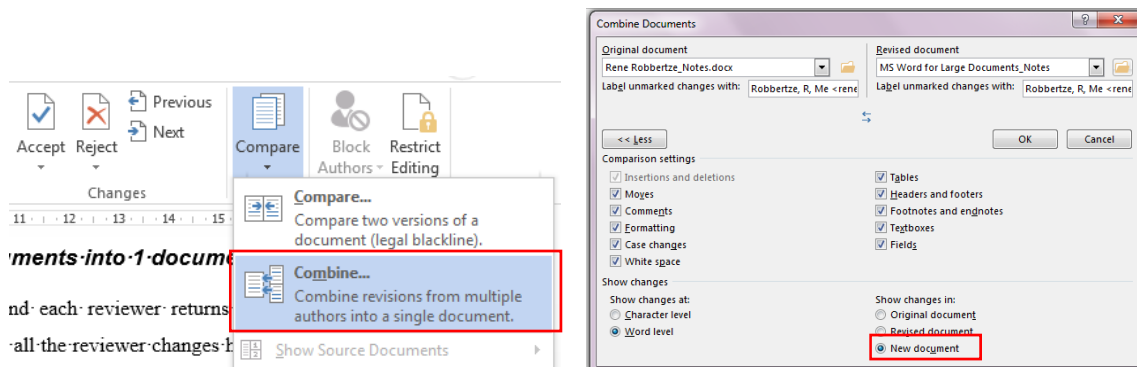 Previous
Next
Accept Reject
Compare
Block Authors
Restrict Editing
Changes
11 12 13 14 15
ments·into·1·docume
nd· each· reviewer· returns
·all·the·reviewer·changes·
Compare...
Compare two versions of a
document (legal blackline).
Combine...
Combine revisions from multiple
authors into a single document.
Show Source Documents
Combine Documents
Original document
Rene Robbertze_Notes.docx
Label unmarked changes with: Robbertze, R, Me <rene
Revised document
MS Word for Large Documents_Notes
Label unmarked changes with: Robbertze, R, Me <rene
<< Less
OK Cancel
Comparison settings
Insertions and deletions
Moves
Comments
Formatting
Case changes
White space
Tables
Headers and footers
Footnotes and endnotes
Textboxes
Fields
Show changes
Show changes at:
Character level
Word level
Show changes in:
Original document
Revised document
New document